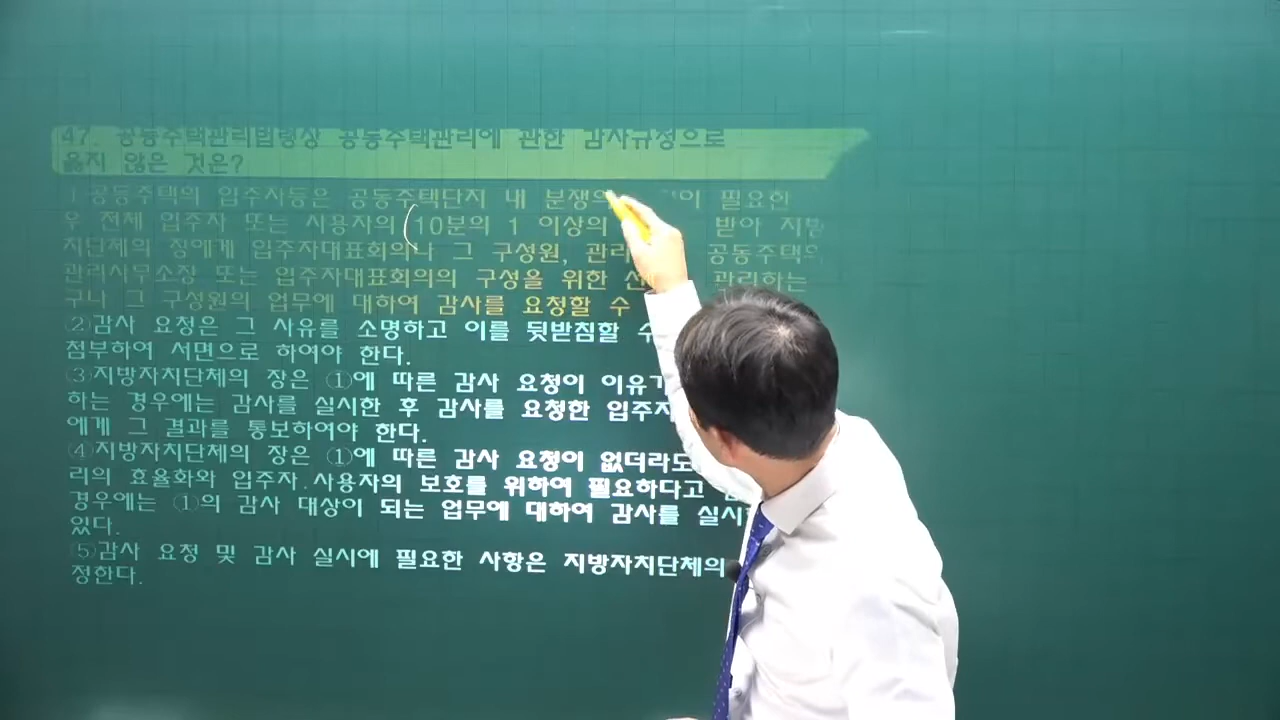 47. 공동주택관리법령상 공동주택관리에 관한 감사규정으로
옳지 않은 것은?
1.공동주택의 입주자등은 공동주택단지 내 이 필요한
우 전체 입주자 또는 사용자의 10분의 1 이상의 받아
치단체의 장에게 입주자대표회의나 그 구성원, 공동주택의
관리사무소장 또는 입주자대표회의의 구성을 위한 관리하는
구나 그 구성원의 업무에 대하여 감사를 요청할 수
②감사 요청은 그 사유를 소명하고 이를 뒷받침할 수
첨부하여 서면으로 하여야 한다.
③지방자치단체의 장은 ①에 따른 감사 요청이
하는 경우에는 감사를 실시한 후 감사를 요청한
에게 그 결과를 통보하여야 한다.
④지방자치단체의 장은 ①에 따른 감사 요청이 없더라도
리의 효율화와 입주자.사용자의 보호를 위하여 필요하다고
경우에는 ①의 감사 대상이 되는 업무에 대하여 감사를
있다.
⑤감사 요청 및 감사 실시에 필요한 사항은 지방자치단체의
정한다.